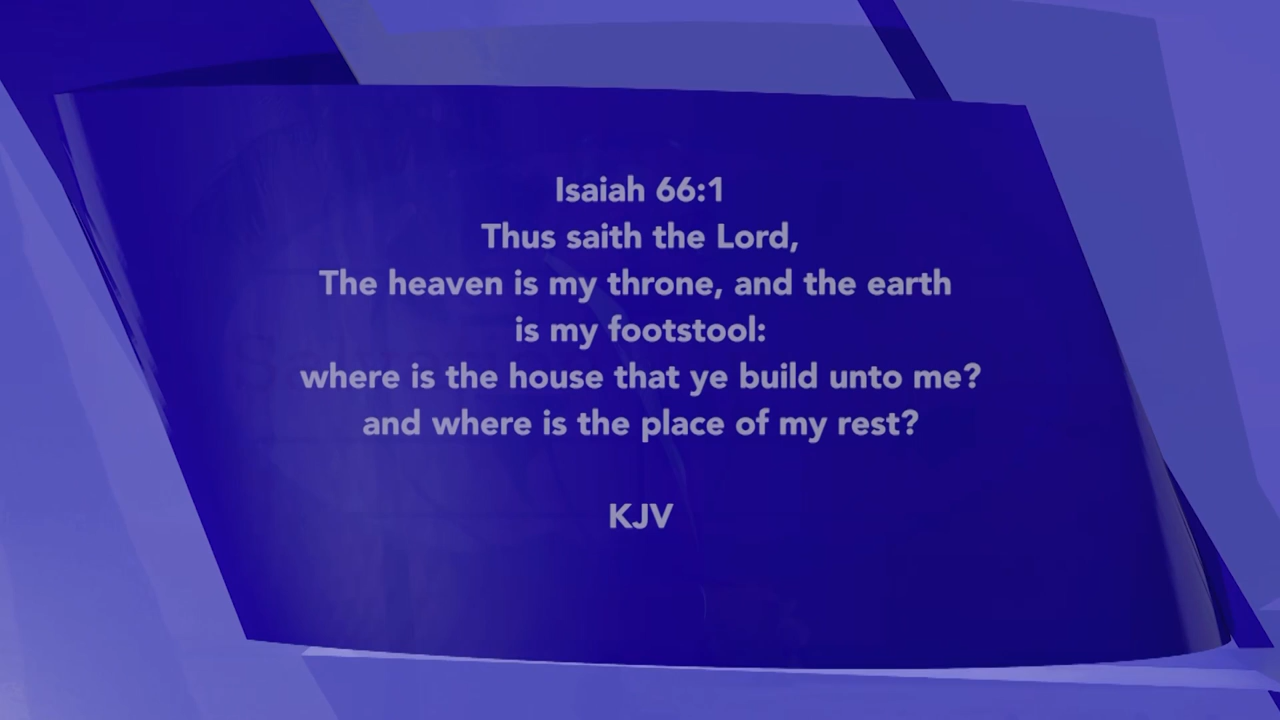 Isaiah 66:1
Thus saith the Lord,
The heaven is my throne, and the earth
is my footstool:
where is the house that ye build unto me?
and where is the place of my rest?
KJV